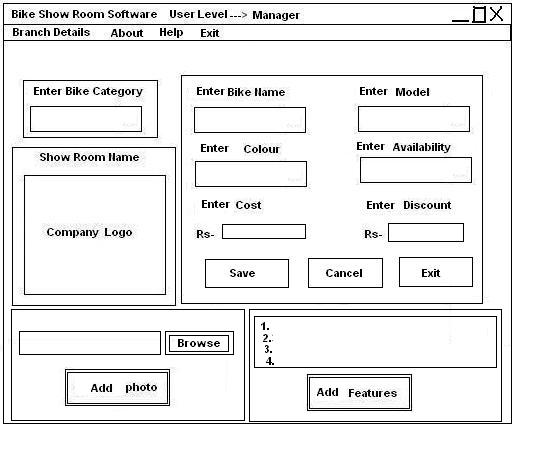 Bike Show Room Software User Level ---> Manager
Branch Details About Help Exit
Enter Bike Category
Enter Bike Name
Enter Model
Show Room Name
Company Logo
Enter Colour
Enter Availability
Enter Cost
Enter Discount
Rs-
Rs-
Save
Cancel
Exit
Browse
Add photo
1.
2.
3.
4.
Add Features